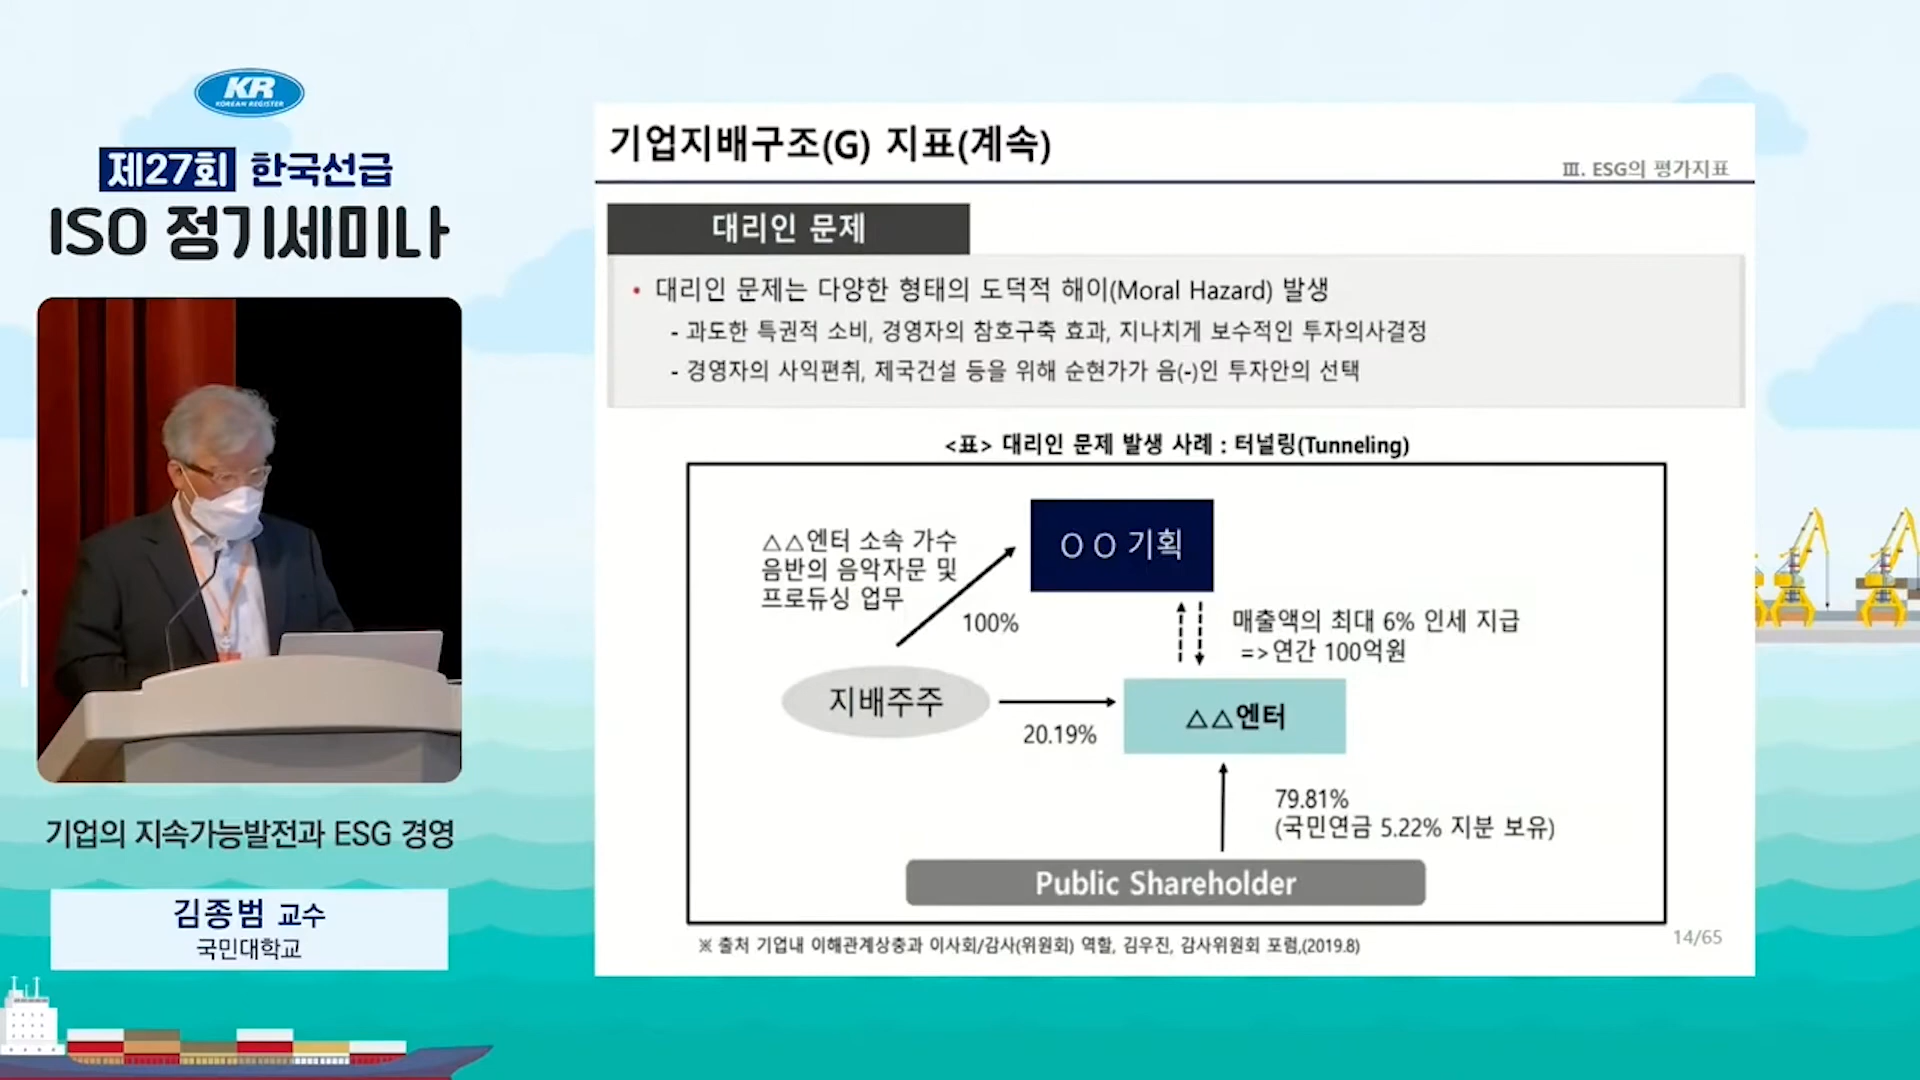 KR
KOREAN REGISTER
제27회 한국선급
ISO 정기세미나
기업의 지속가능발전과 ESG 경영
김종범 교수
국민대학교
기업지배구조(G) 지표(계속)
Ⅲ. ESG의 평가지표
대리인 문제
• 대리인 문제는 다양한 형태의 도덕적 해이(Moral Hazard) 발생
- 과도한 특권적 소비, 경영자의 참호구축 효과, 지나치게 보수적인 투자의사결정
- 경영자의 사익편취, 제국건설 등을 위해 순현가가 음(-)인 투자안의 선택
<표> 대리인 문제 발생 사례 : 터널링(Tunneling)
△△엔터 소속 가수
음반의 음악자문 및
프로듀싱 업무
○ ○ 기획
100%
매출액의 최대 6% 인세 지급
=>연간 100억원
지배주주
20.19%
△△엔터
79.81%
(국민연금 5.22% 지분 보유)
Public Shareholder
※ 출처 기업내 이해관계상충과 이사회/감사(위원회) 역할, 김우진, 감사위원회 포럼,(2019.8)
14/65